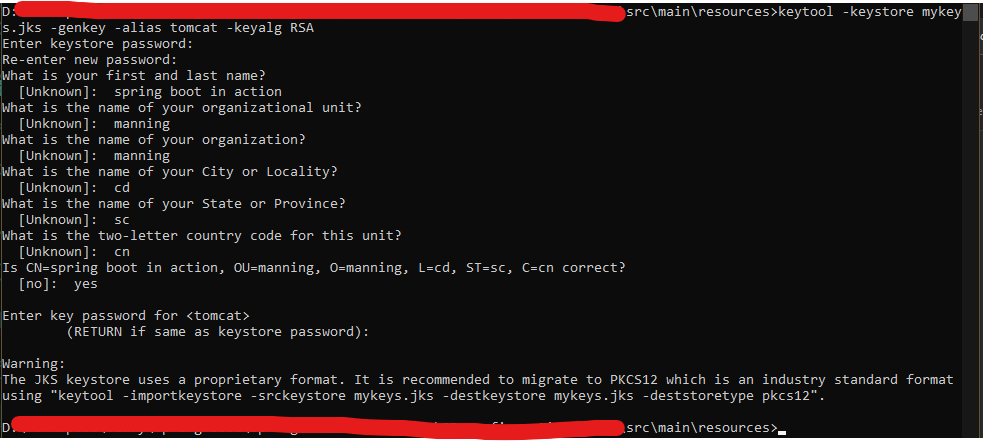 D: src\main\resources>keytool -keystore mykey
s.jks -genkey -alias tomcat -keyalg RSA
Enter keystore password:
Re-enter new password:
What is your first and last name?
  [Unknown]:  spring boot in action
What is the name of your organizational unit?
  [Unknown]:  manning
What is the name of your organization?
  [Unknown]:  manning
What is the name of your City or Locality?
  [Unknown]:  cd
What is the name of your State or Province?
  [Unknown]:  sc
What is the two-letter country code for this unit?
  [Unknown]:  cn
Is CN=spring boot in action, OU=manning, O=manning, L=cd, ST=sc, C=cn correct?
  [no]:  yes
Enter key password for <tomcat>
        (RETURN if same as keystore password):
Warning:
The JKS keystore uses a proprietary format. It is recommended to migrate to PKCS12 which is an industry standard format
using "keytool -importkeystore -srckeystore mykeys.jks -destkeystore mykeys.jks -deststoretype pkcs12".
D: src\main\resources>